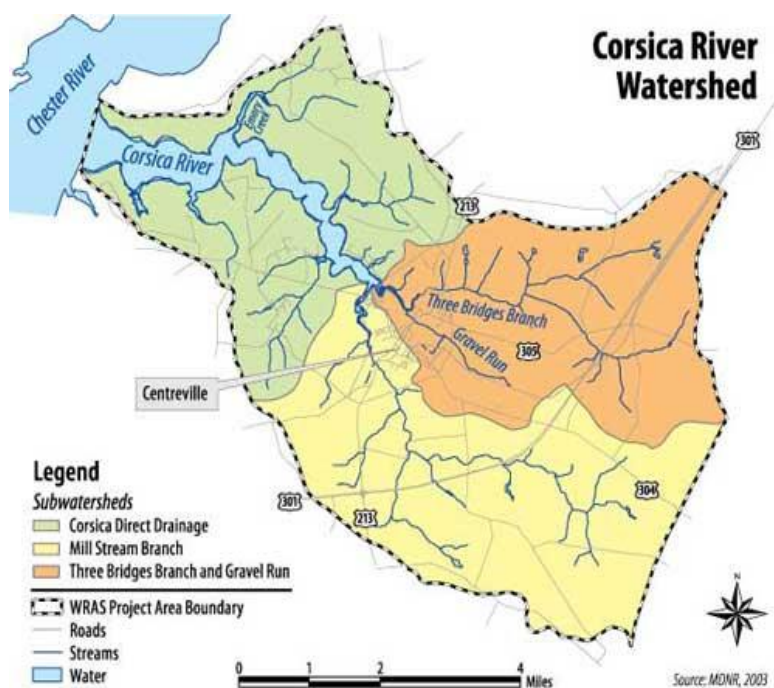 Corsica River
Watershed
Chester River
Corsica River
Emory
Creek
301
213
Three Bridges Branch
Gravel Run
305
Centreville
304
301
213
Legend
Subwatersheds
Corsica Direct Drainage
Mill Stream Branch
Three Bridges Branch and Gravel Run
WRAS Project Area Boundary
Roads
Streams
Water
0 1 2 4
Miles
N
Source: MDNR, 2003